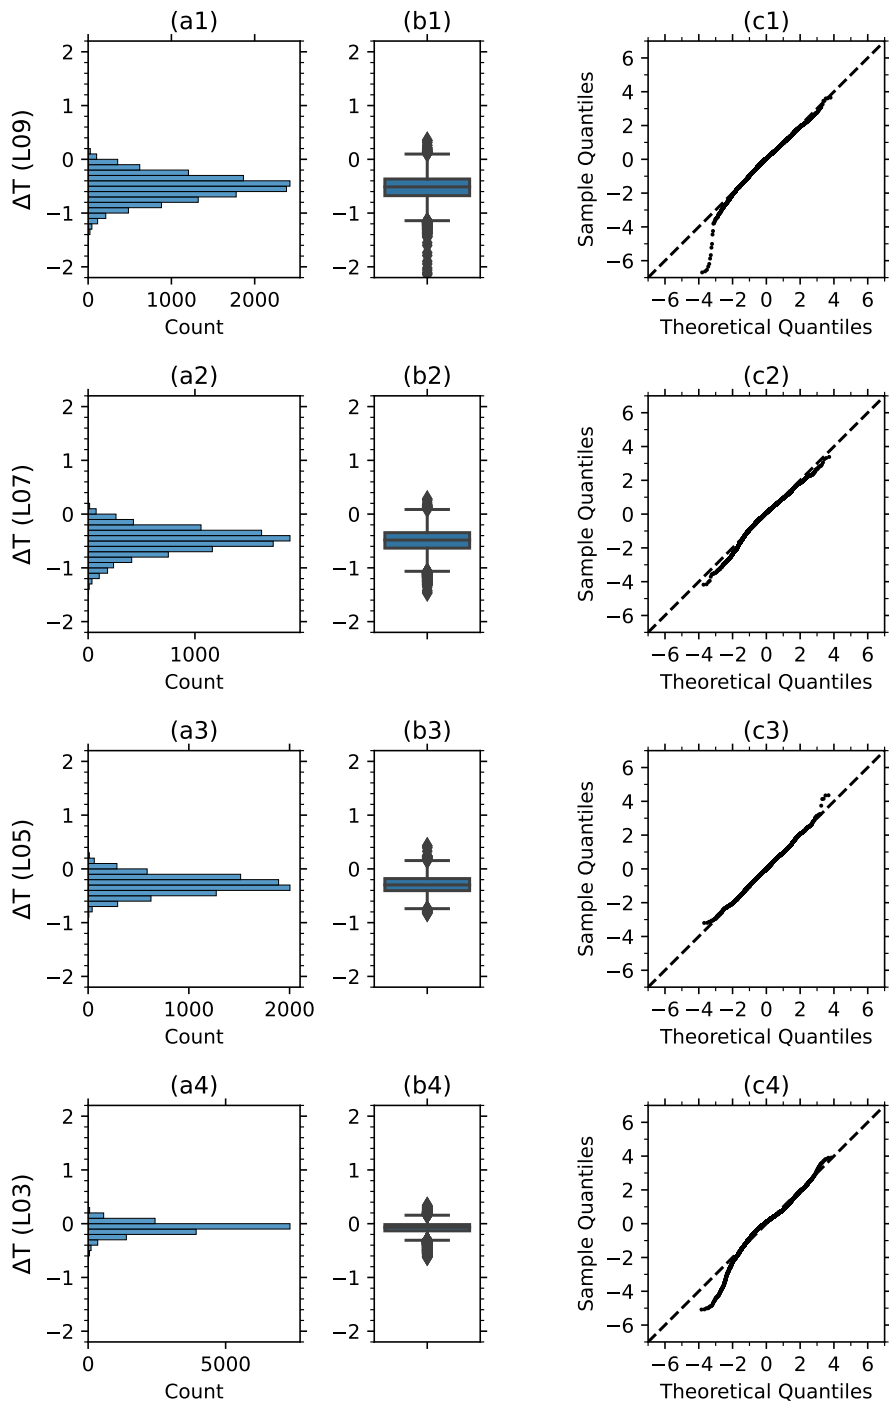 (a1) (b1) (c1)
ΔT (L09)
2
1
0
−1
−2
0 1000 2000
Count
2
1
0
−1
−2
Sample Quantiles
6
4
2
0
−2
−4
−6
−6 −4 −2 0 2 4 6
Theoretical Quantiles
(a2) (b2) (c2)
ΔT (L07)
2
1
0
−1
−2
0 1000
Count
2
1
0
−1
−2
Sample Quantiles
6
4
2
0
−2
−4
−6
−6 −4 −2 0 2 4 6
Theoretical Quantiles
(a3) (b3) (c3)
ΔT (L05)
2
1
0
−1
−2
0 1000 2000
Count
2
1
0
−1
−2
Sample Quantiles
6
4
2
0
−2
−4
−6
−6 −4 −2 0 2 4 6
Theoretical Quantiles
(a4) (b4) (c4)
ΔT (L03)
2
1
0
−1
−2
0 5000
Count
2
1
0
−1
−2
Sample Quantiles
6
4
2
0
−2
−4
−6
−6 −4 −2 0 2 4 6
Theoretical Quantiles